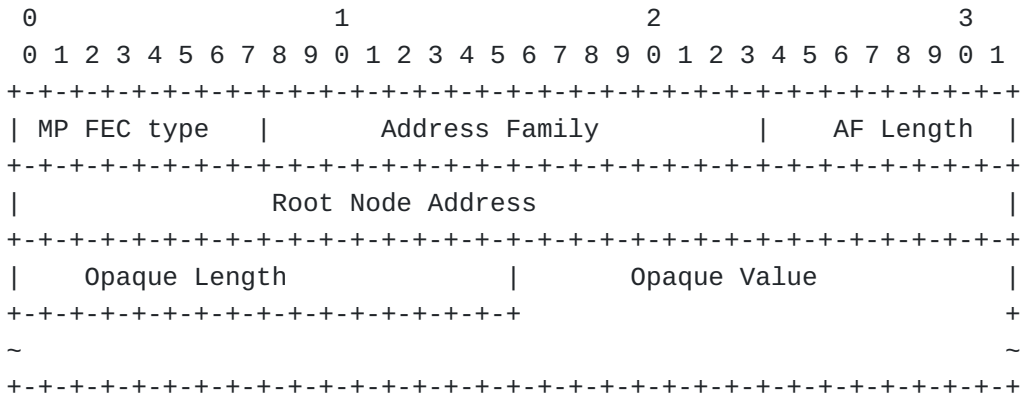 0                   1                   2                   3
 0 1 2 3 4 5 6 7 8 9 0 1 2 3 4 5 6 7 8 9 0 1 2 3 4 5 6 7 8 9 0 1
+-+-+-+-+-+-+-+-+-+-+-+-+-+-+-+-+-+-+-+-+-+-+-+-+-+-+-+-+-+-+-+-+
| MP FEC type   |       Address Family          |    AF Length  |
+-+-+-+-+-+-+-+-+-+-+-+-+-+-+-+-+-+-+-+-+-+-+-+-+-+-+-+-+-+-+-+-+
|                Root Node Address                              |
+-+-+-+-+-+-+-+-+-+-+-+-+-+-+-+-+-+-+-+-+-+-+-+-+-+-+-+-+-+-+-+-+
|    Opaque Length              |       Opaque Value            |
+-+-+-+-+-+-+-+-+-+-+-+-+-+-+-+-+                               +
~                                                               ~
+-+-+-+-+-+-+-+-+-+-+-+-+-+-+-+-+-+-+-+-+-+-+-+-+-+-+-+-+-+-+-+-+